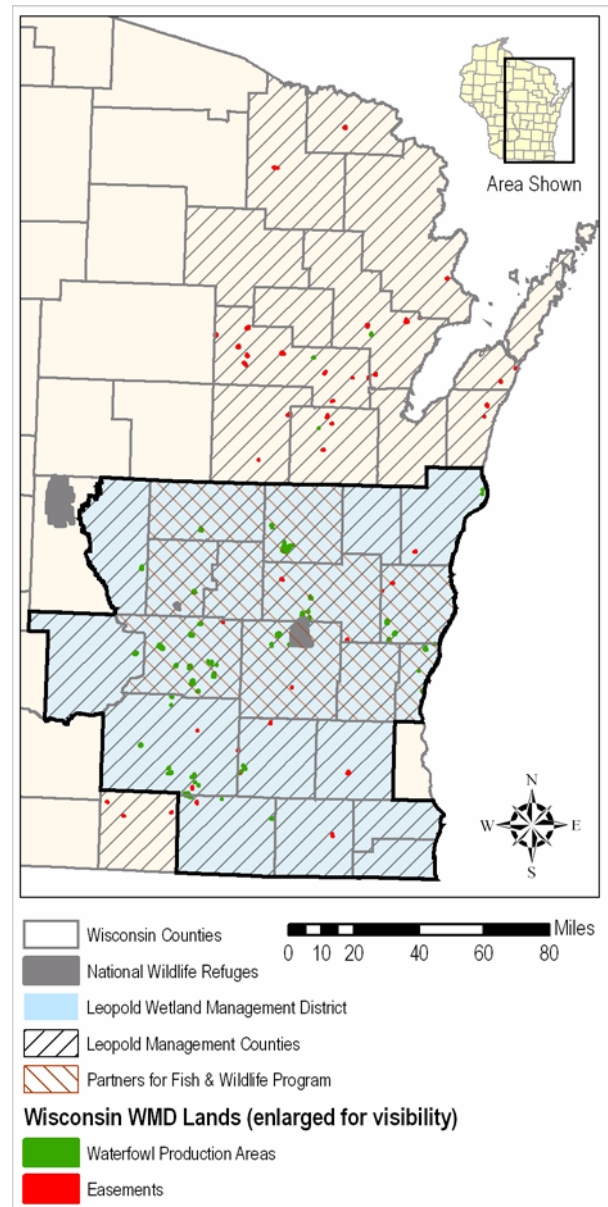 Area Shown
N
W E
S
Wisconsin Counties
Miles
0 10 20 40 60 80
National Wildlife Refuges
Leopold Wetland Management District
Leopold Management Counties
Partners for Fish & Wildlife Program
Wisconsin WMD Lands (enlarged for visibility)
Waterfowl Production Areas
Easements